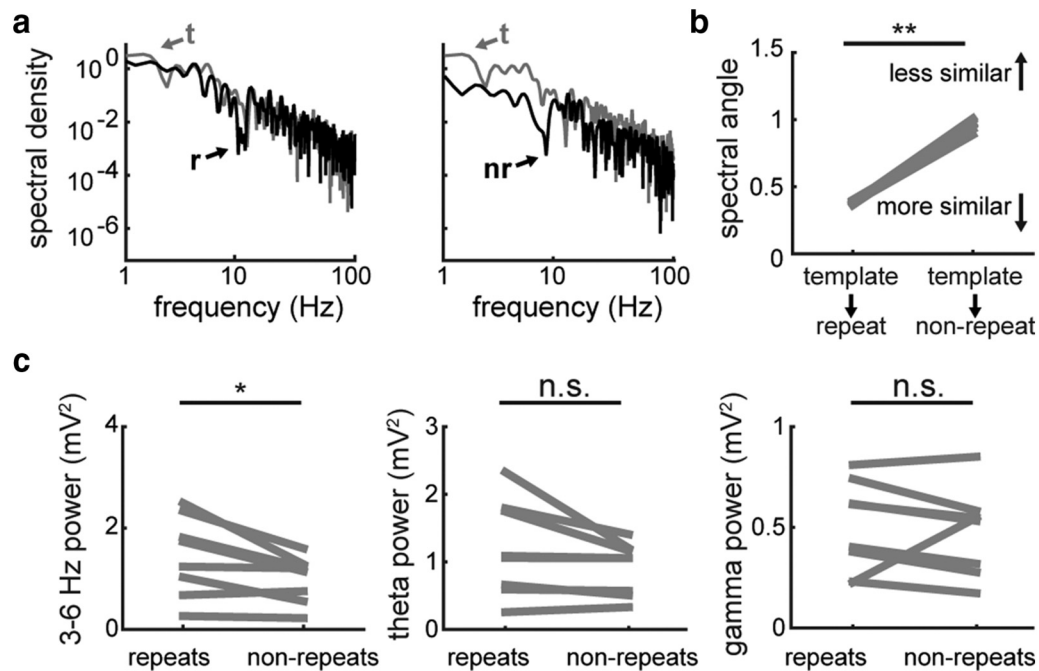 a
t
r
spectral density
10⁰
10⁻²
10⁻⁴
10⁻⁶
1
10
100
frequency (Hz)
t
nr
1
10
100
frequency (Hz)
b
**
less similar
more similar
spectral angle
1.5
1
0.5
0
template
repeat
template
non-repeat
c
*
3-6 Hz power (mV²)
4
2
0
repeats
non-repeats
n.s.
theta power (mV²)
3
2
1
0
repeats
non-repeats
n.s.
gamma power (mV²)
1
0.5
0
repeats
non-repeats